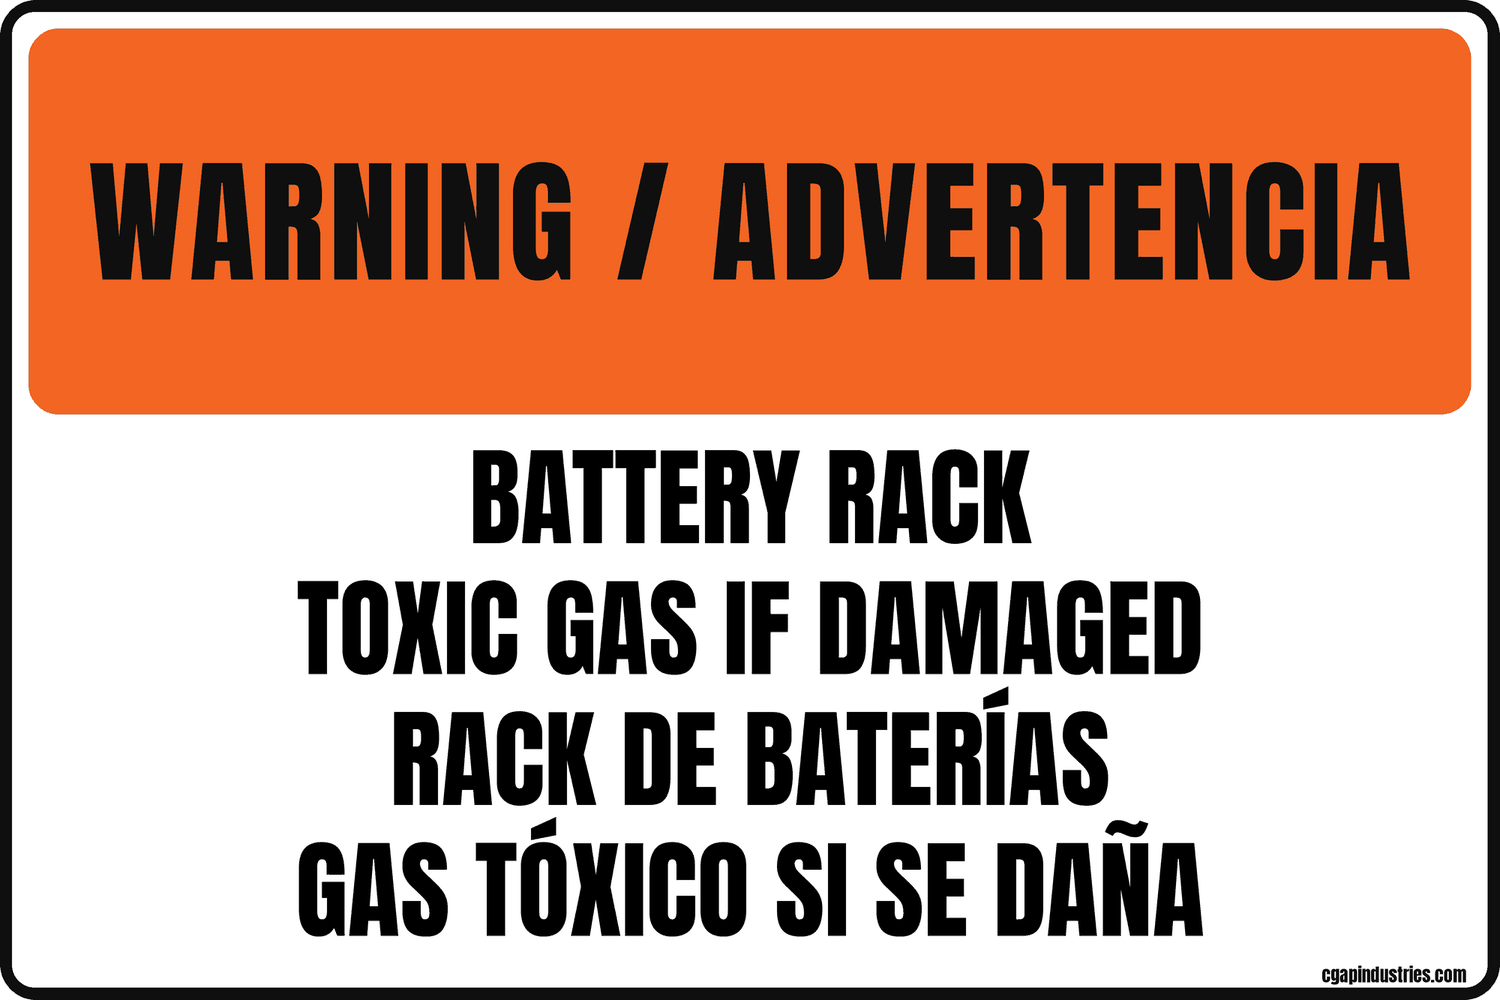 WARNING / ADVERTENCIA
BATTERY RACK
TOXIC GAS IF DAMAGED
RACK DE BATERÍAS
GAS TÓXICO SI SE DAÑA
cgapindustries.com